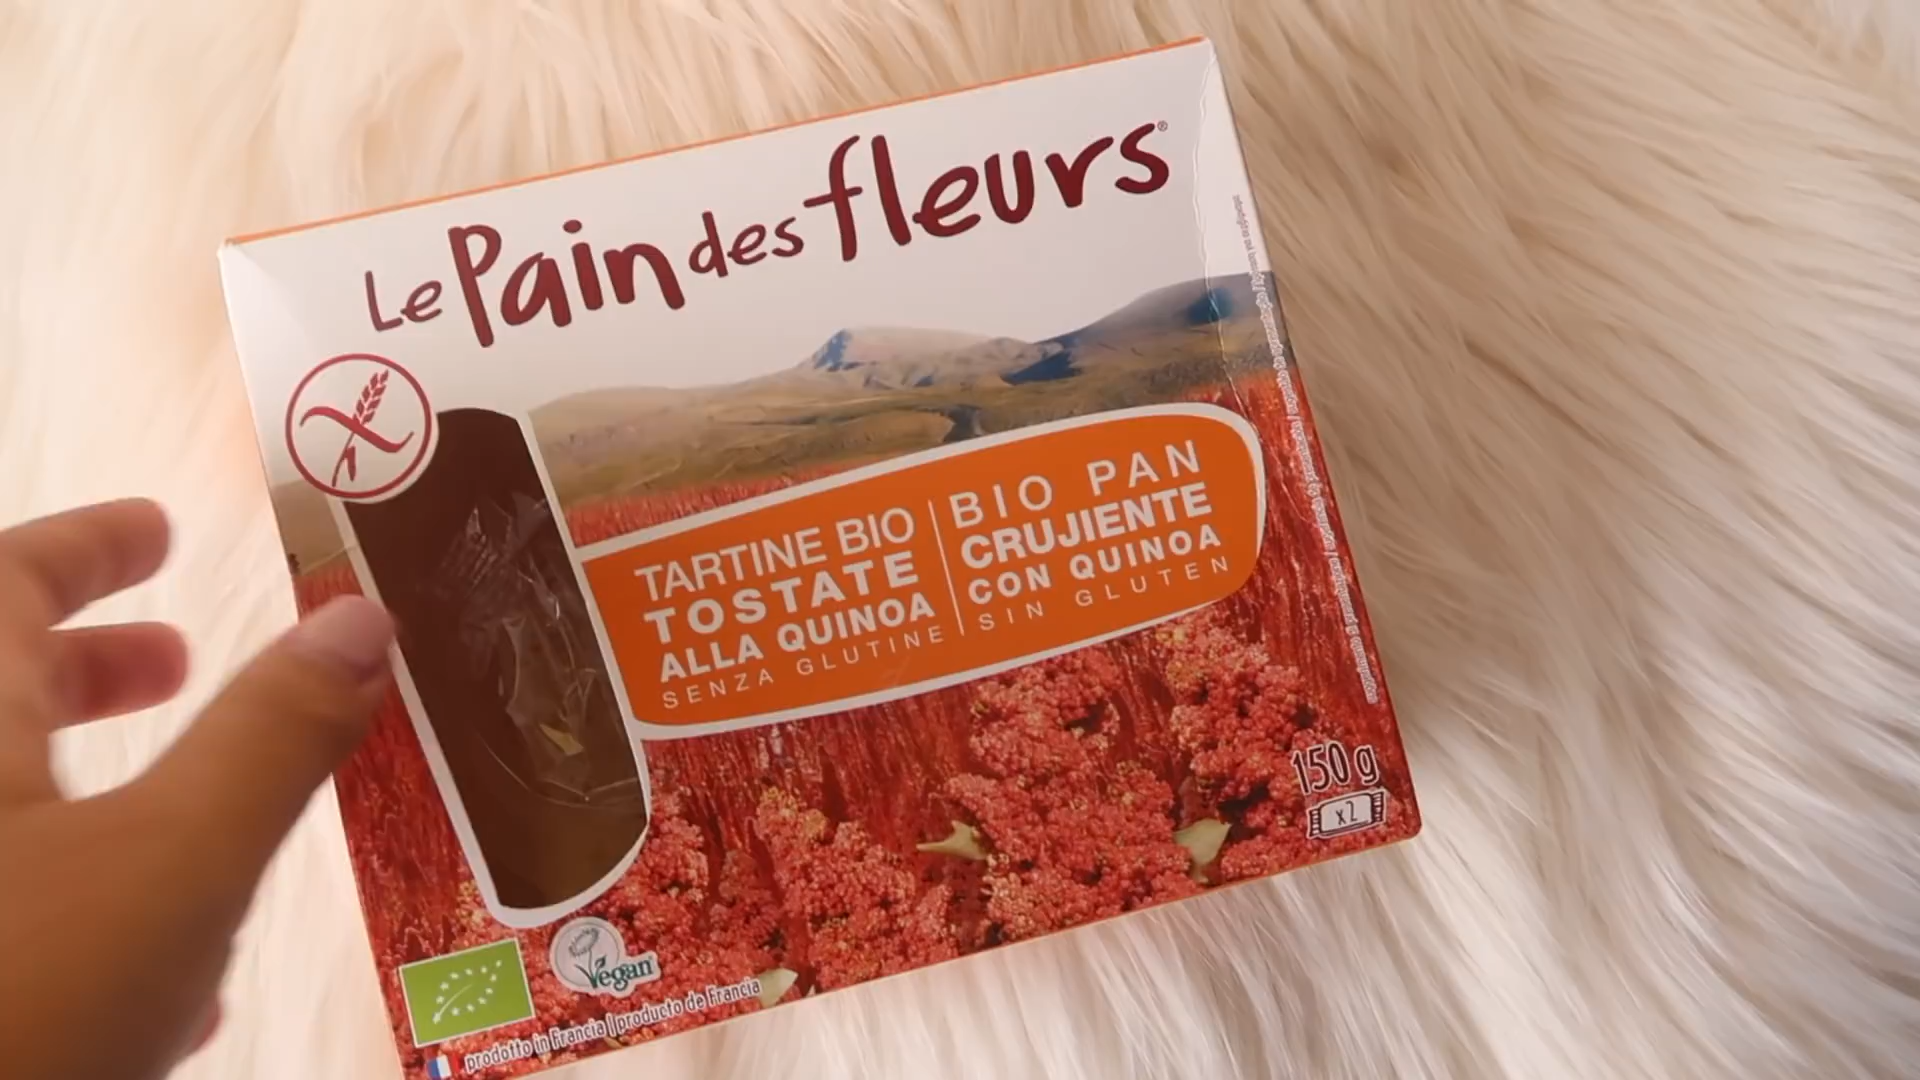 Le Pain des fleurs®
TARTINE BIO
TOSTATE
ALLA QUINOA
SENZA GLUTINE
BIO PAN
CRUJIENTE
CON QUINOA
SIN GLUTEN
150 g
x2
Vegan
prodotto in Francia | producto de Francia